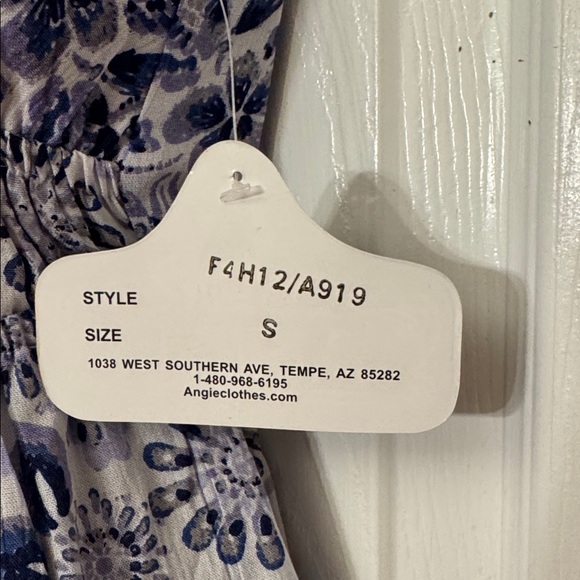 STYLE F4H12/A919
SIZE S
1038 WEST SOUTHERN AVE, TEMPE, AZ 85282
1-480-968-6195
Angieclothes.com